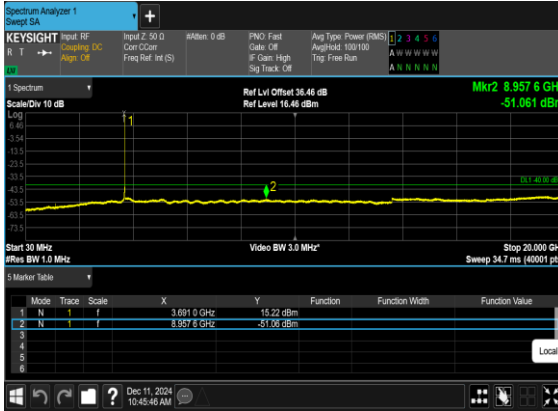 Spectrum Analyzer 1
Swept SA
+
KEYSIGHT Input: RF Input Z: 50 Ω #Atten: 0 dB PNO: Fast Avg Type: Power (RMS) 1 2 3 4 5 6
R T Coupling: DC Corr CCorr Gate: Off Avg|Hold: 100/100 A W W W W W
Align: Off Freq Ref: Int (S) IF Gain: High Trig: Free Run
Sig Track: Off A N N N N N
1 Spectrum Ref Lvl Offset 36.46 dB Mkr2 8.957 6 GH
Scale/Div 10 dB Ref Level 16.46 dBm -51.061 dBr
Log
6.46
-3.54
-13.5
-23.5
-33.5
-43.5
-53.5
-63.5
-73.5
1
2
DL1 -40.00 dB
Start 30 MHz Video BW 3.0 MHz* Stop 20.000 GH
#Res BW 1.0 MHz Sweep 34.7 ms (40001 pt
5 Marker Table
Mode Trace Scale X Y Function Function Width Function Value
1 N 1 f 3.691 0 GHz 15.22 dBm
2 N 1 f 8.957 6 GHz -51.06 dBm
3
4
5
6
Local
? Dec 11, 2024
10:45:46 AM